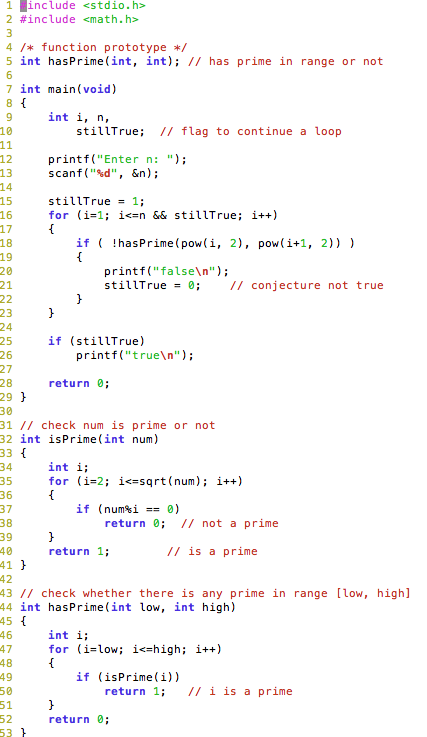 1 #include <stdio.h>
2 #include <math.h>
3
4 /* function prototype */
5 int hasPrime(int, int); // has prime in range or not
6
7 int main(void)
8 {
9     int i, n,
10         stillTrue;  // flag to continue a loop
11
12     printf("Enter n: ");
13     scanf("%d", &n);
14
15     stillTrue = 1;
16     for (i=1; i<=n && stillTrue; i++)
17     {
18         if ( !hasPrime(pow(i, 2), pow(i+1, 2)) )
19         {
20             printf("false\n");
21             stillTrue = 0;    // conjecture not true
22         }
23     }
24
25     if (stillTrue)
26         printf("true\n");
27
28     return 0;
29 }
30
31 // check num is prime or not
32 int isPrime(int num)
33 {
34     int i;
35     for (i=2; i<=sqrt(num); i++)
36     {
37         if (num%i == 0)
38             return 0;  // not a prime
39     }
40     return 1;        // is a prime
41 }
42
43 // check whether there is any prime in range [low, high]
44 int hasPrime(int low, int high)
45 {
46     int i;
47     for (i=low; i<=high; i++)
48     {
49         if (isPrime(i))
50             return 1;   // i is a prime
51     }
52     return 0;
53 }